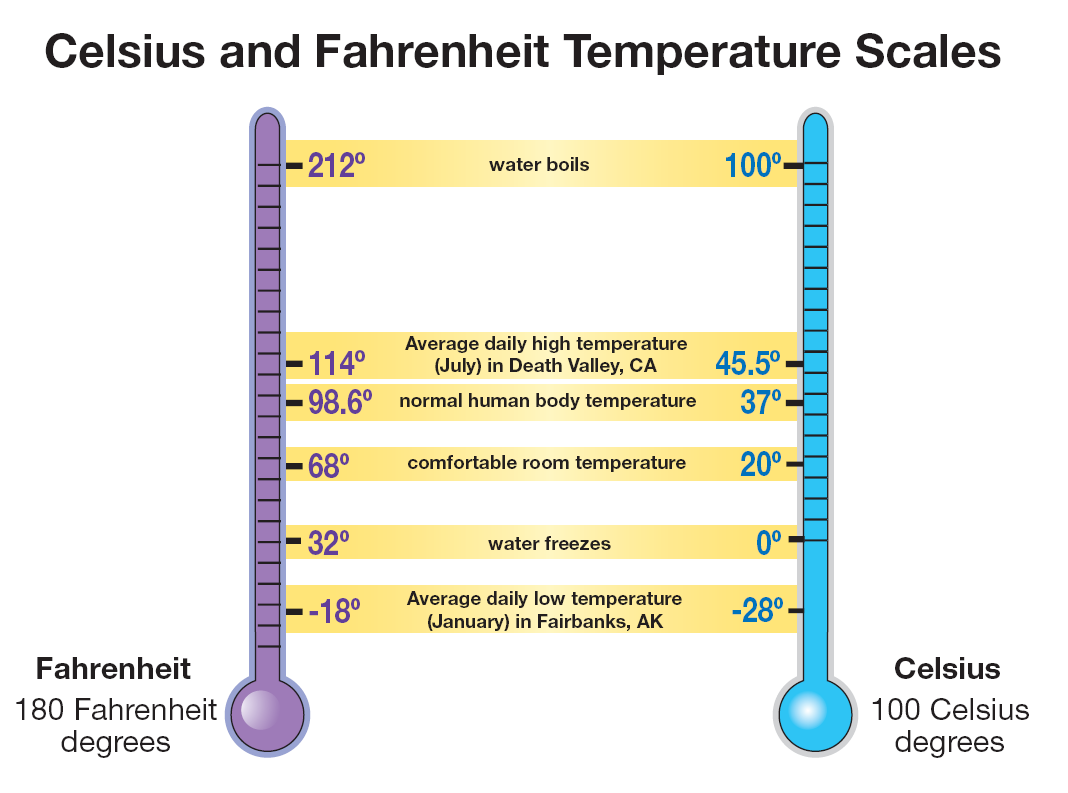 Celsius and Fahrenheit Temperature Scales
212º water boils 100º
Average daily high temperature
114º (July) in Death Valley, CA 45.5º
98.6º normal human body temperature 37º
68º comfortable room temperature 20º
32º water freezes 0º
Average daily low temperature
-18º (January) in Fairbanks, AK -28º
Fahrenheit
180 Fahrenheit
degrees
Celsius
100 Celsius
degrees